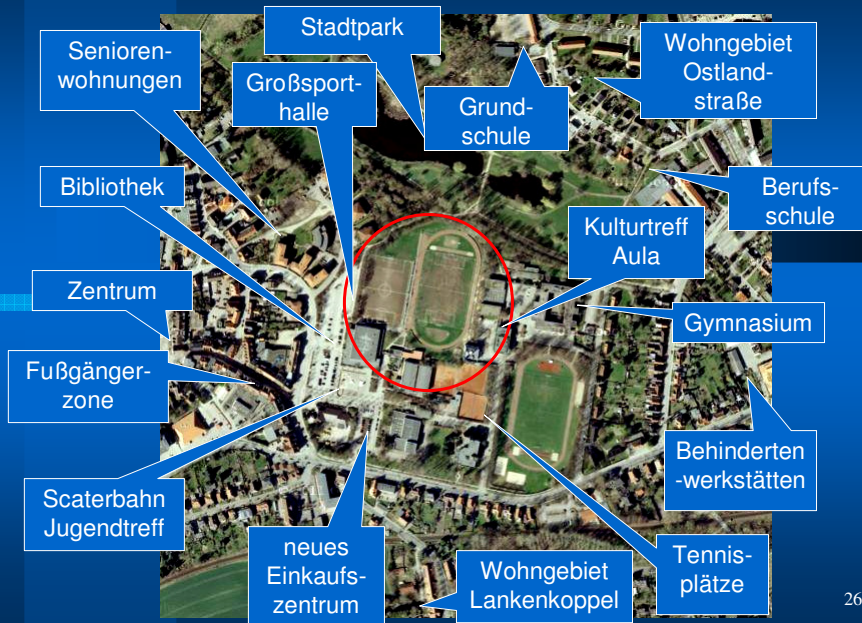 Stadtpark
Senioren-
wohnungen
Großsport-
halle
Grund-
schule
Wohngebiet
Ostland-
straße
Bibliothek
Berufs-
schule
Kulturtreff
Aula
Zentrum
Gymnasium
Fußgänger-
zone
Behinderten
-werkstätten
Scaterbahn
Jugendtreff
neues
Einkaufs-
zentrum
Wohngebiet
Lankenkoppel
Tennis-
plätze
26